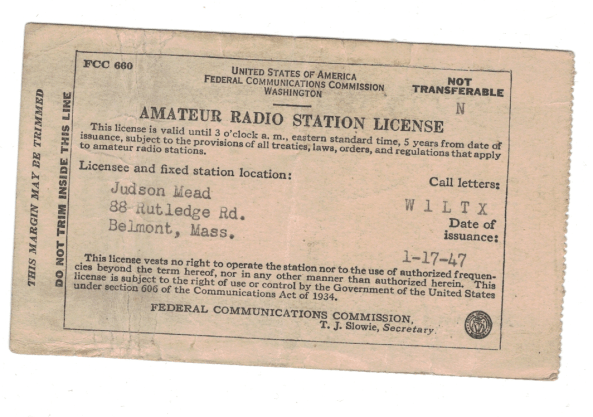 FCC 660
UNITED STATES OF AMERICA
FEDERAL COMMUNICATIONS COMMISSION
WASHINGTON
NOT
TRANSFERABLE
N
AMATEUR RADIO STATION LICENSE
This license is valid until 3 o'clock a. m., eastern standard time, 5 years from date of
issuance, subject to the provisions of all treaties, laws, orders, and regulations that apply
to amateur radio stations.
Licensee and fixed station location:
Judson Mead
88 Rutledge Rd.
Belmont, Mass.
Call letters:
W 1 L T X
Date of
issuance:
1-17-47
This license vests no right to operate the station nor to the use of authorized frequen-
cies beyond the term hereof, nor in any other manner than authorized herein. This
license is subject to the right of use or control by the Government of the United States
under section 606 of the Communications Act of 1934.
FEDERAL COMMUNICATIONS COMMISSION,
T. J. Slowie, Secretary.
THIS MARGIN MAY BE TRIMMED
DO NOT TRIM INSIDE THIS LINE